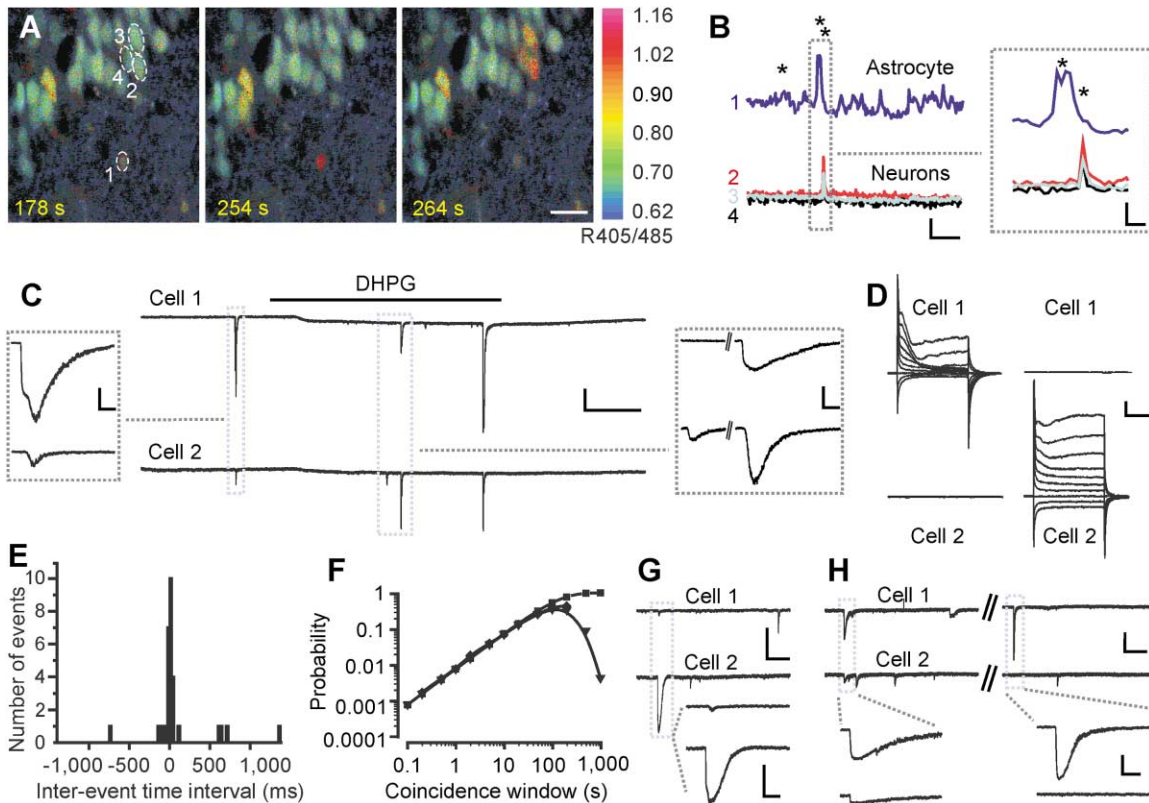 A
3
4
2
1
178 s
254 s
264 s
1.16
1.02
0.90
0.80
0.70
0.62
R405/485
B
*
*
*
1
Astrocyte
2
3
4
Neurons
*
*
C
DHPG
Cell 1
Cell 2
D
Cell 1
Cell 1
Cell 2
Cell 2
E
Number of events
10
8
6
4
2
0
-1,000
-500
0
500
1,000
Inter-event time interval (ms)
F
Probability
1
0.1
0.01
0.001
0.0001
0.1
1
10
100
1,000
Coincidence window (s)
G
Cell 1
Cell 2
H
Cell 1
Cell 2